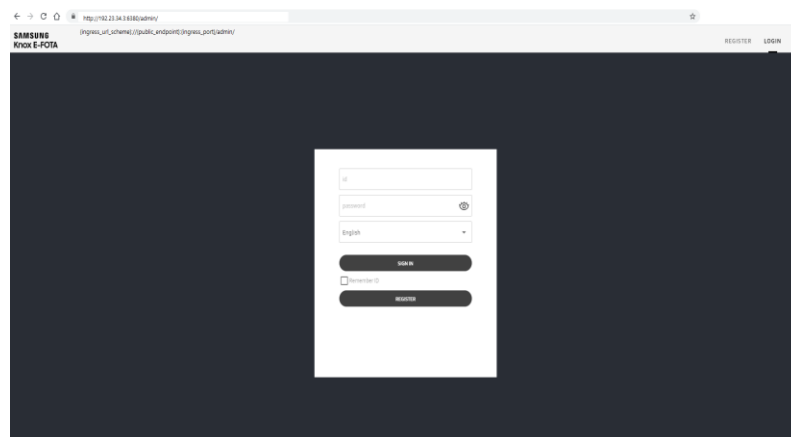 http://192.23.34.3:6380/admin/
SAMSUNG
Knox E-FOTA
{ingress_url_scheme}://{public_endpoint}:{ingress_port}/admin/
REGISTER LOGIN
id
password
English
SIGN IN
Remember ID
REGISTER